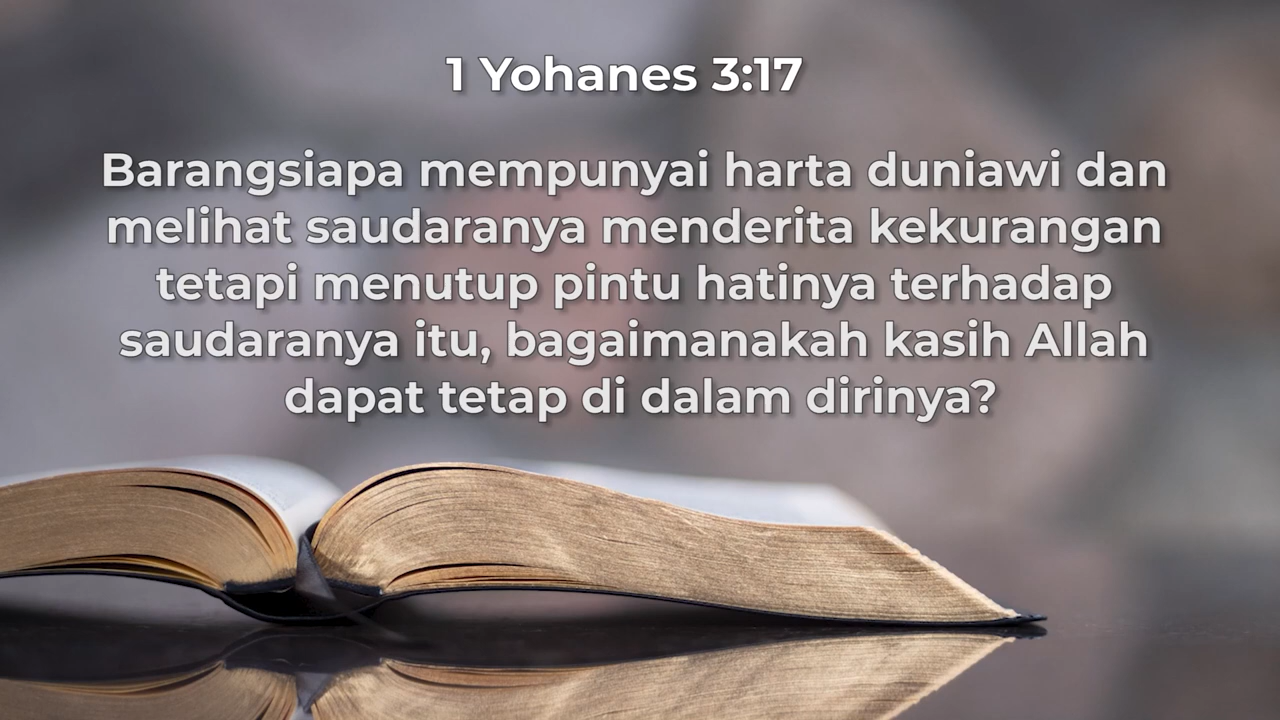 1 Yohanes 3:17
Barangsiapa mempunyai harta duniawi dan
melihat saudaranya menderita kekurangan
tetapi menutup pintu hatinya terhadap
saudaranya itu, bagaimanakah kasih Allah
dapat tetap di dalam dirinya?